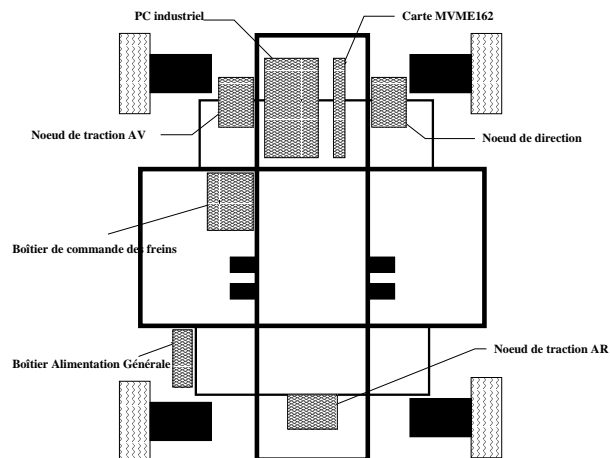 PC industriel
Carte MVME162
Noeud de traction AV
Noeud de direction
Boîtier de commande des freins
Boîtier Alimentation Générale
Noeud de traction AR